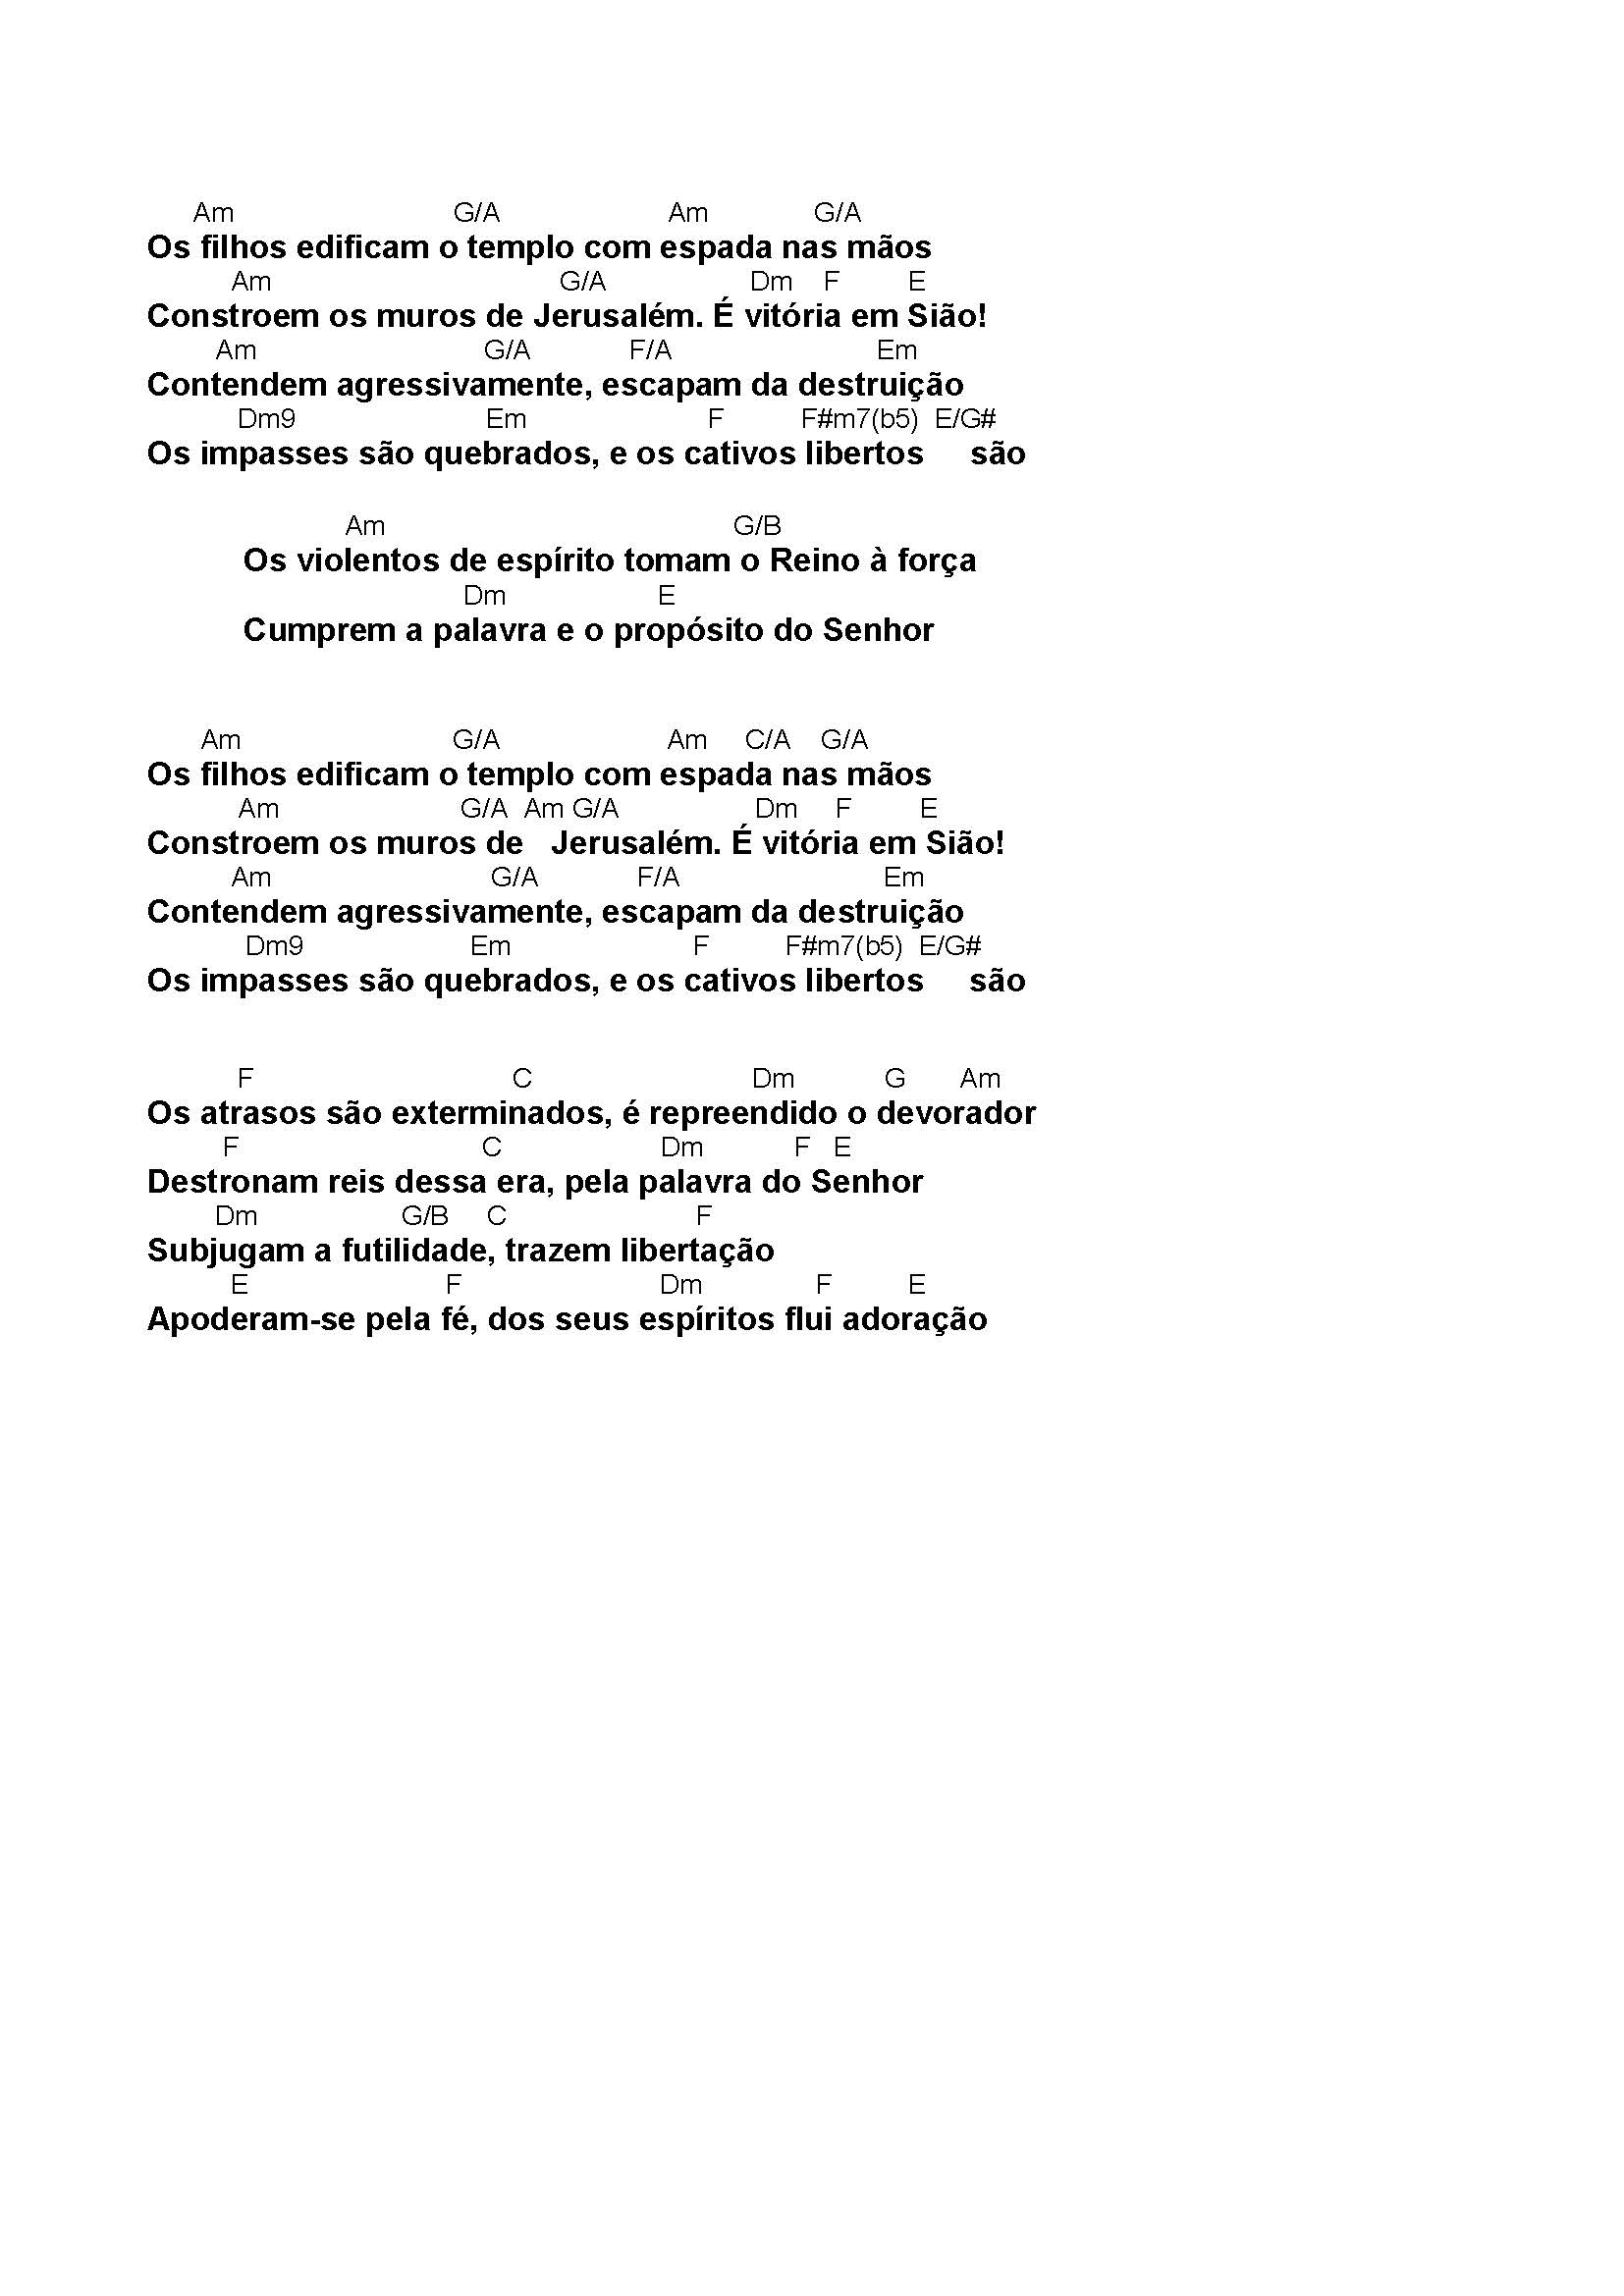 Am G/A Am G/A
Os filhos edificam o templo com espada nas mãos
Am G/A Dm F E
Constroem os muros de Jerusalém. É vitória em Sião!
Am G/A F/A Em
Contendem agressivamente, escapam da destruição
Dm9 Em F F#m7(b5) E/G#
Os impasses são quebrados, e os cativos libertos são
Am G/B
Os violentos de espírito tomam o Reino à força
Dm E
Cumprem a palavra e o propósito do Senhor
Am G/A Am C/A G/A
Os filhos edificam o templo com espada nas mãos
Am G/A Am G/A Dm F E
Constroem os muros de Jerusalém. É vitória em Sião!
Am G/A F/A Em
Contendem agressivamente, escapam da destruição
Dm9 Em F F#m7(b5) E/G#
Os impasses são quebrados, e os cativos libertos são
F C Dm G Am
Os atrasos são exterminados, é repreendido o devorador
F C Dm F E
Destronam reis dessa era, pela palavra do Senhor
Dm G/B C F
Subjugam a futilidade, trazem libertação
E F Dm F E
Apoderam-se pela fé, dos seus espíritos flui adoração